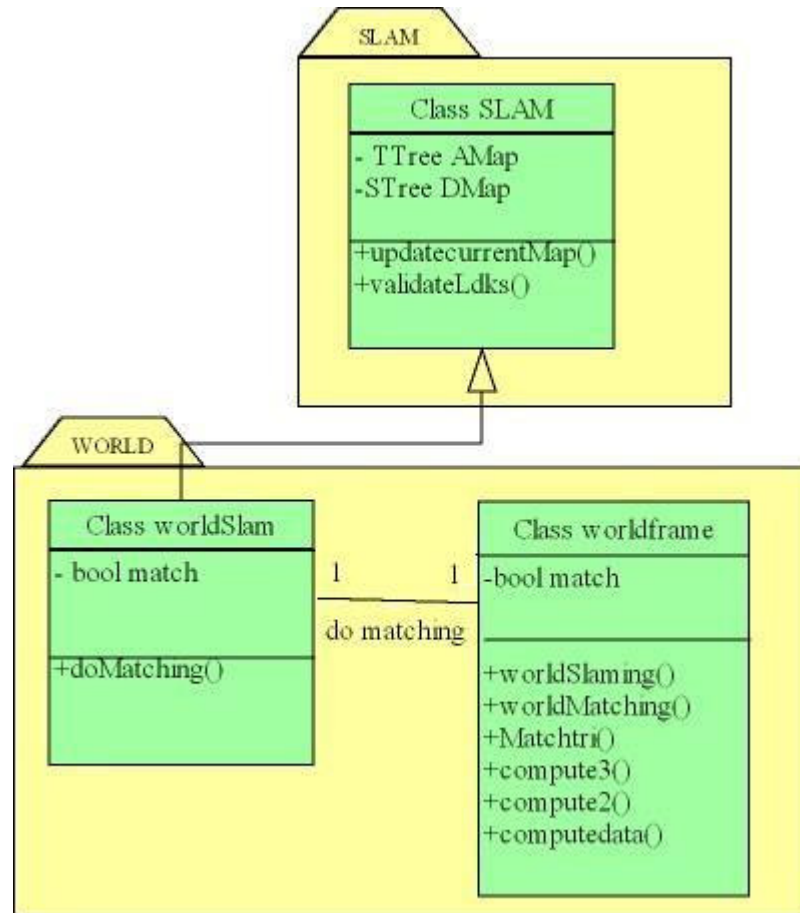 SLAM
Class SLAM
- TTree AMap
-STree DMap
+updatecurrentMap()
+validateLdks()
WORLD
Class worldSlam
- bool match
+doMatching()
1 1
do matching
Class worldframe
-bool match
+worldSlaming()
+worldMatching()
+Matchtri()
+compute3()
+compute2()
+computedata()